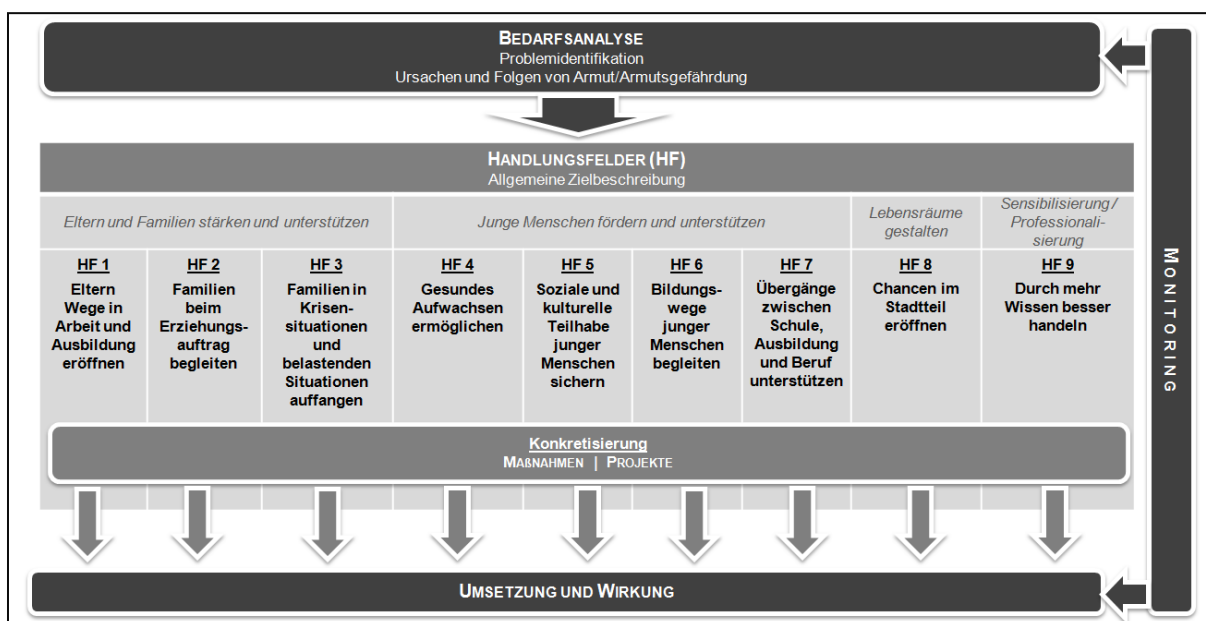 BEDARFSANALYSE
Problemidentifikation
Ursachen und Folgen von Armut/Armutsgefährdung
HANDLUNGSFELDER (HF)
Allgemeine Zielbeschreibung
Eltern und Familien stärken und unterstützen
Junge Menschen fördern und unterstützen
Lebensräume
gestalten
Sensibilisierung /
Professionali-
sierung
HF 1
Eltern
Wege in
Arbeit und
Ausbildung
eröffnen
HF 2
Familien
beim
Erziehungs-
auftrag
begleiten
HF 3
Familien in
Krisen-
situationen
und
belastenden
Situationen
auffangen
HF 4
Gesundes
Aufwachsen
ermöglichen
HF 5
Soziale und
kulturelle
Teilhabe
junger
Menschen
sichern
HF 6
Bildungs-
wege
junger
Menschen
begleiten
HF 7
Übergänge
zwischen
Schule,
Ausbildung
und Beruf
unterstützen
HF 8
Chancen im
Stadtteil
eröffnen
HF 9
Durch mehr
Wissen besser
handeln
Konkretisierung
MAßNAHMEN | PROJEKTE
UMSETZUNG UND WIRKUNG
MONITORING